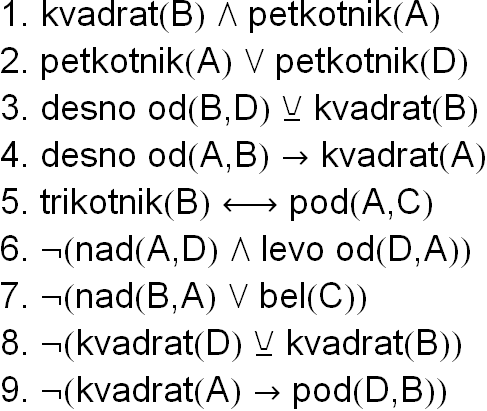 1. kvadrat(B) ∧ petkotnik(A)
2. petkotnik(A) ∨ petkotnik(D)
3. desno od(B,D) ⊻ kvadrat(B)
4. desno od(A,B) → kvadrat(A)
5. trikotnik(B) ⟷ pod(A,C)
6. ¬(nad(A,D) ∧ levo od(D,A))
7. ¬(nad(B,A) ∨ bel(C))
8. ¬(kvadrat(D) ⊻ kvadrat(B))
9. ¬(kvadrat(A) → pod(D,B))